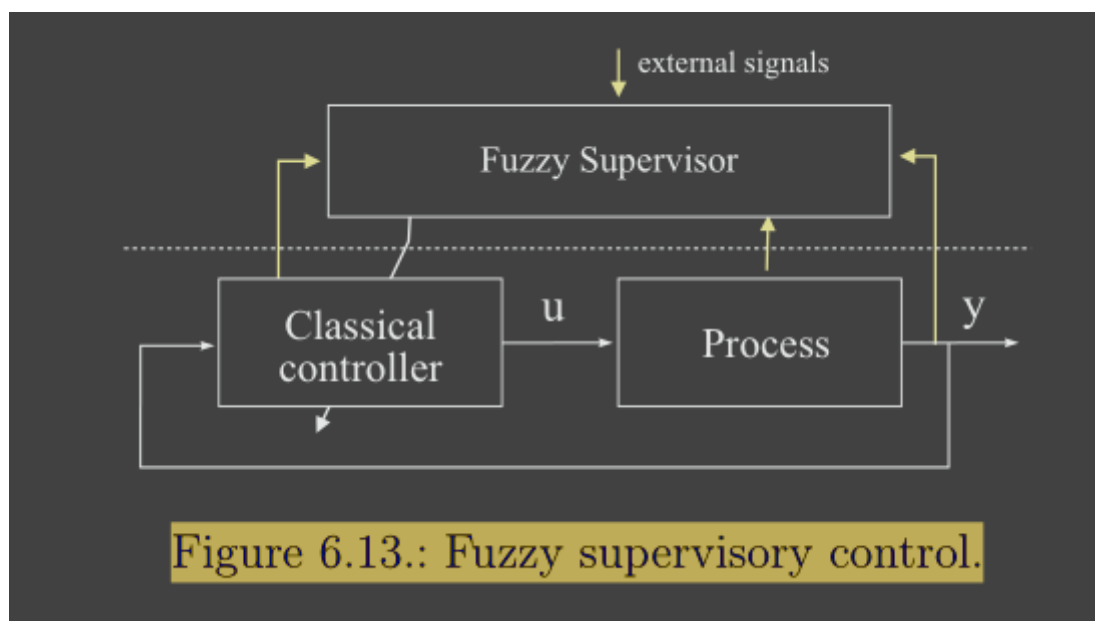 external signals
Fuzzy Supervisor
Classical
controller
u
Process
y
Figure 6.13.: Fuzzy supervisory control.